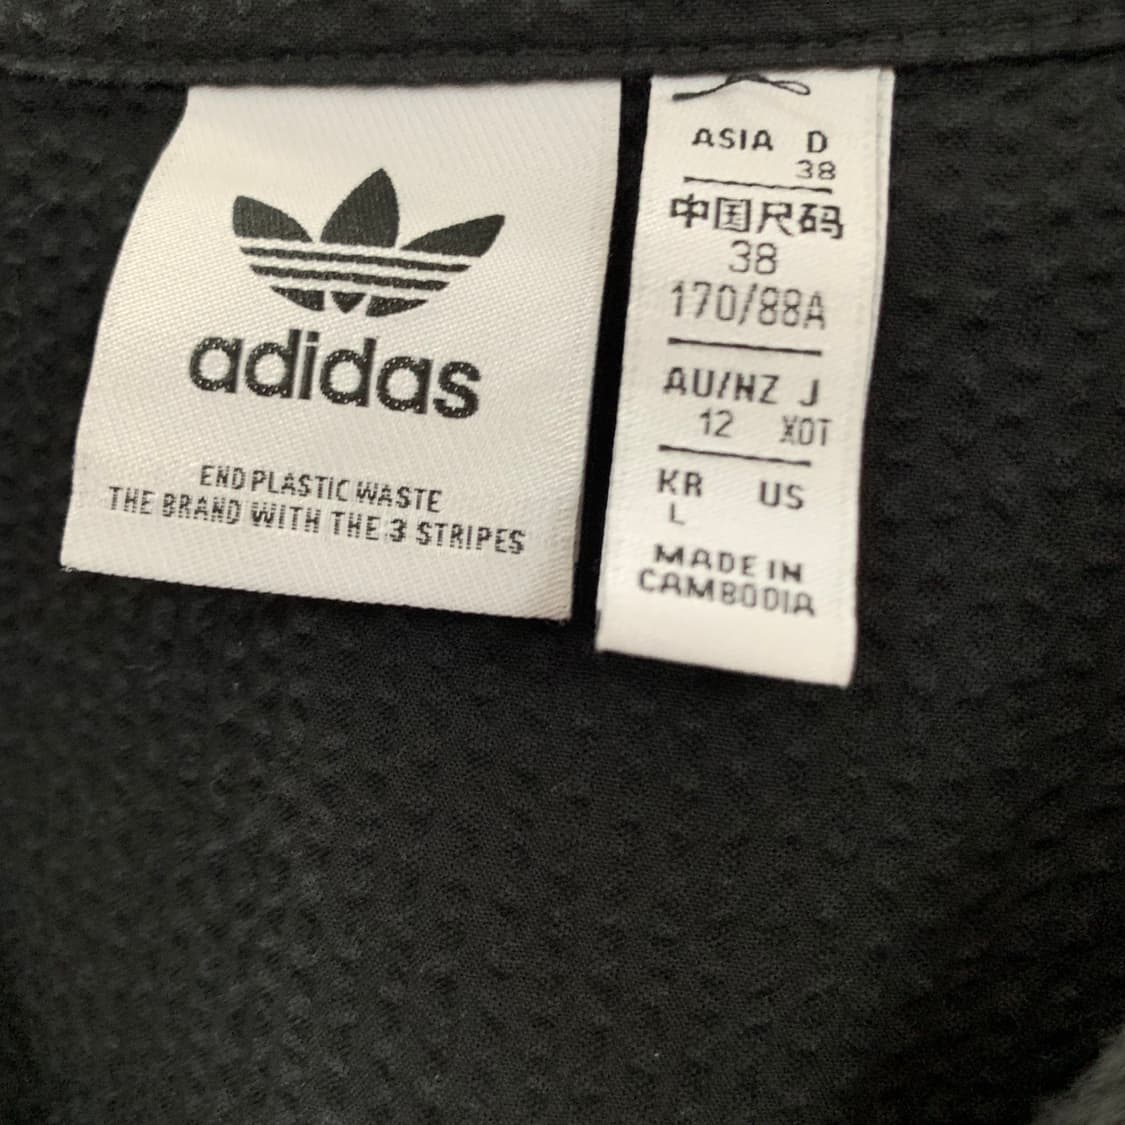 adidas
END PLASTIC WASTE
THE BRAND WITH THE 3 STRIPES
ASIA D
38
中国尺码
38
170/88A
AU/NZ J
12 XOT
KR US
L
MADE IN
CAMBODIA